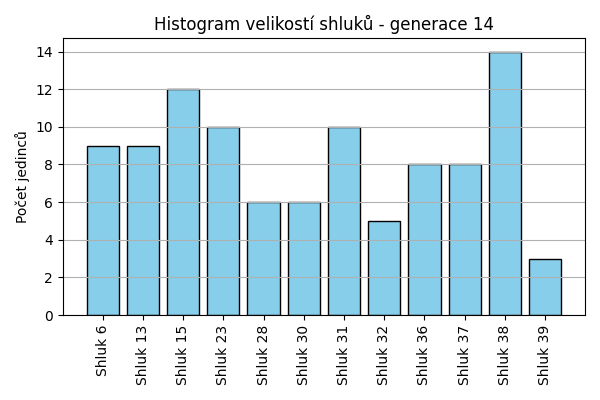 Histogram velikostí shluků - generace 14
Počet jedinců
14
12
10
8
6
4
2
0
Shluk 6
Shluk 13
Shluk 15
Shluk 23
Shluk 28
Shluk 30
Shluk 31
Shluk 32
Shluk 36
Shluk 37
Shluk 38
Shluk 39